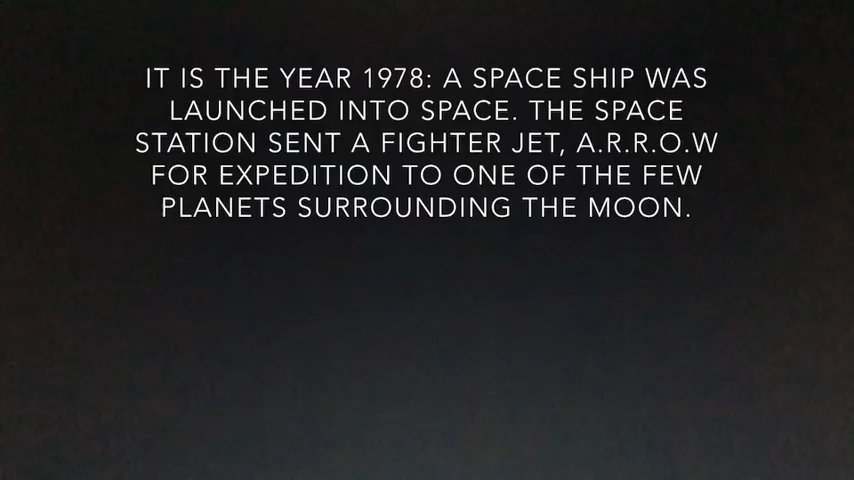 IT IS THE YEAR 1978: A SPACE SHIP WAS
LAUNCHED INTO SPACE. THE SPACE
STATION SENT A FIGHTER JET, A.R.R.O.W
FOR EXPEDITION TO ONE OF THE FEW
PLANETS SURROUNDING THE MOON.